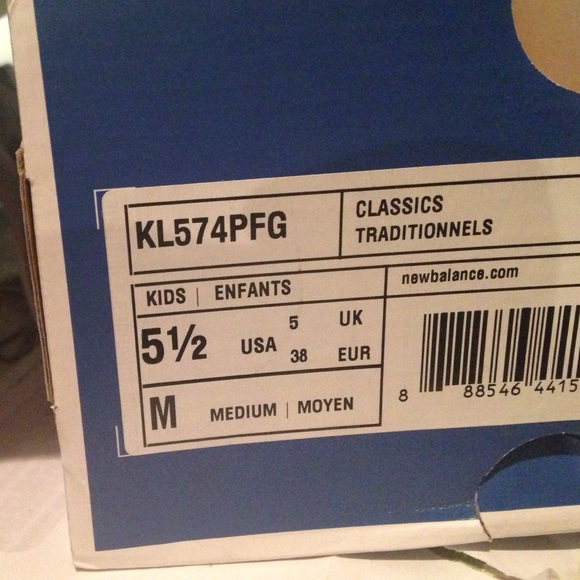 KL574PFG
CLASSICS
TRADITIONNELS
KIDS | ENFANTS
newbalance.com
5½ USA
5 UK
38 EUR
M MEDIUM | MOYEN
8 88546 4415